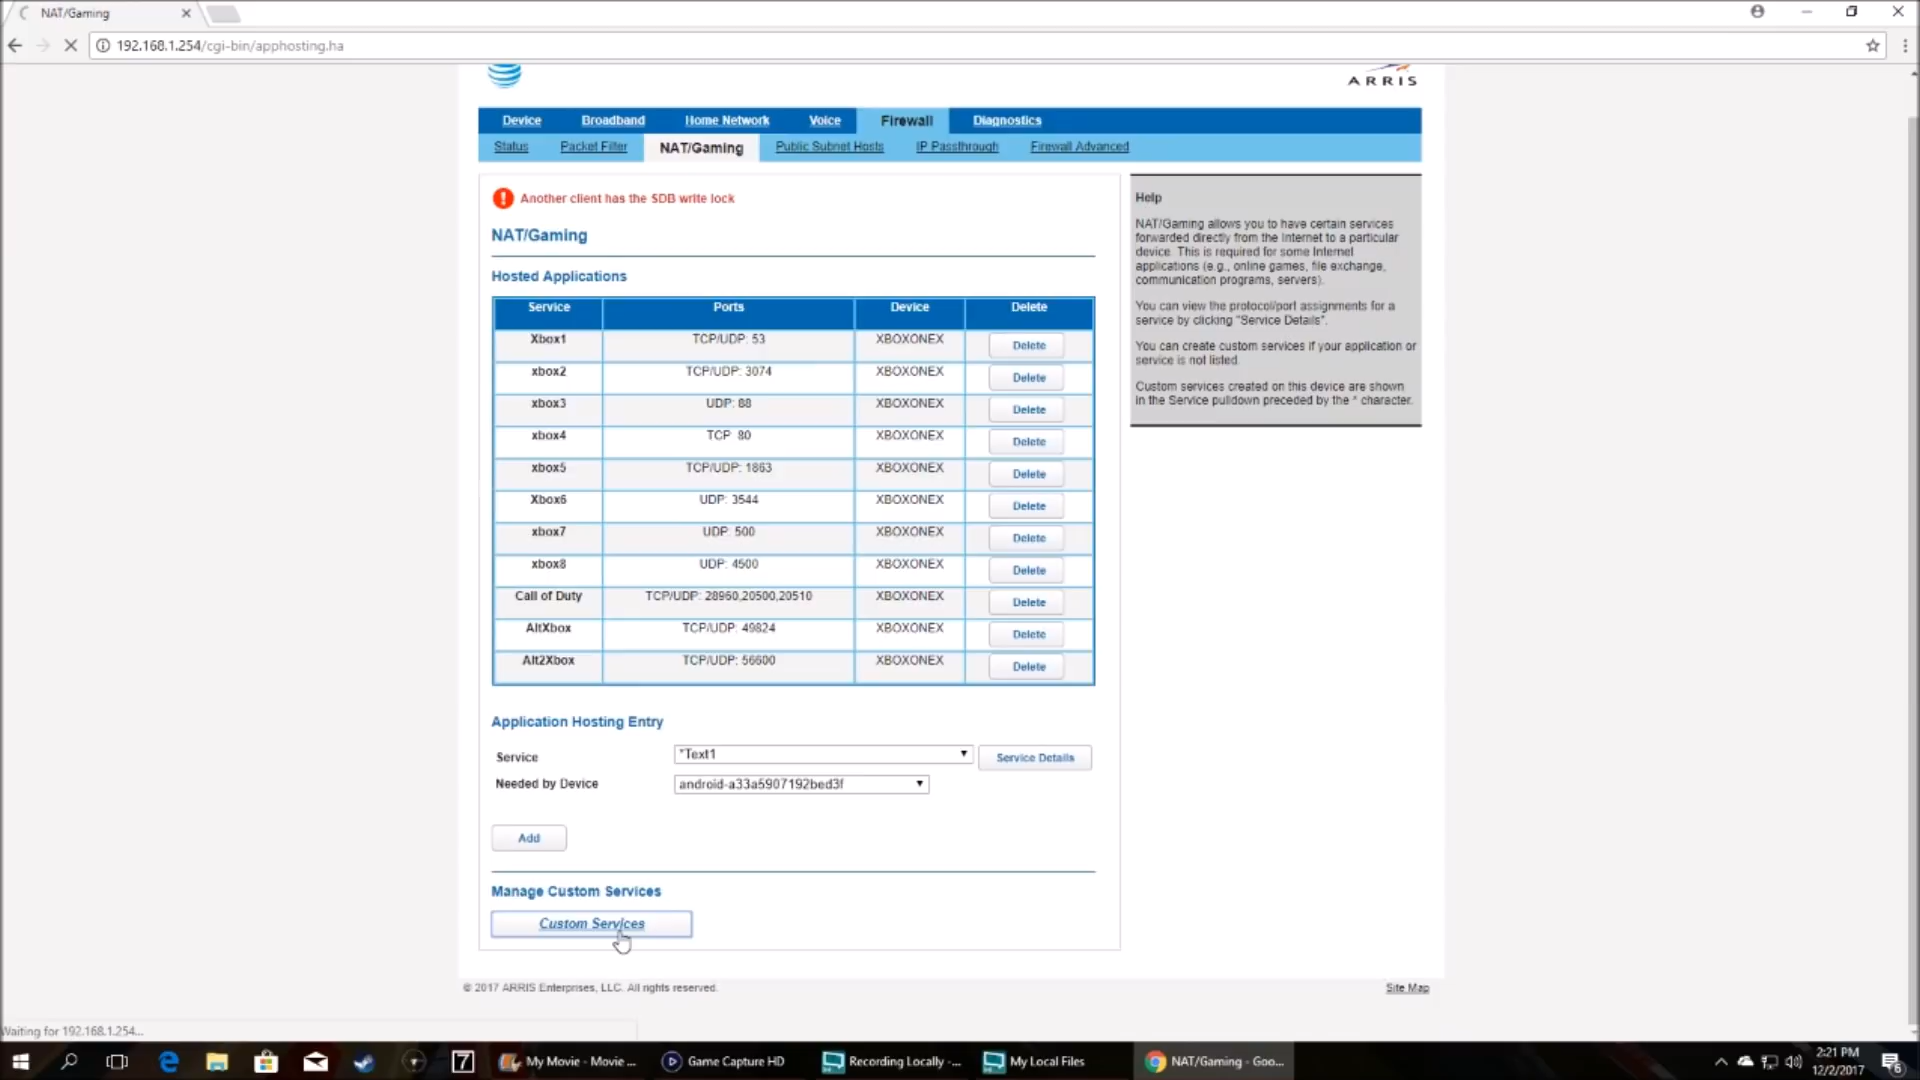 NAT/Gaming
192.168.1.254/cgi-bin/apphosting.ha
ARRIS
Device Broadband Home Network Voice Firewall Diagnostics
Status Packet Filter NAT/Gaming Public Subnet Hosts IP Passthrough Firewall Advanced
Another client has the SDB write lock
NAT/Gaming
Hosted Applications
Service Ports Device Delete
Xbox1 TCP/UDP: 53 XBOXONEX Delete
xbox2 TCP/UDP: 3074 XBOXONEX Delete
xbox3 UDP: 88 XBOXONEX Delete
xbox4 TCP: 80 XBOXONEX Delete
xbox5 TCP/UDP: 1863 XBOXONEX Delete
Xbox6 UDP: 3544 XBOXONEX Delete
xbox7 UDP: 500 XBOXONEX Delete
xbox8 UDP: 4500 XBOXONEX Delete
Call of Duty TCP/UDP: 28960,20500,20510 XBOXONEX Delete
AltXbox TCP/UDP: 49824 XBOXONEX Delete
Alt2Xbox TCP/UDP: 56600 XBOXONEX Delete
Application Hosting Entry
Service *Text1 Service Details
Needed by Device android-a33a5907192bed3f
Add
Manage Custom Services
Custom Services
Help
NAT/Gaming allows you to have certain services
forwarded directly from the Internet to a particular
device. This is required for some Internet
applications (e.g., online games, file exchange,
communication programs, servers).
You can view the protocol/port assignments for a
service by clicking "Service Details".
You can create custom services if your application or
service is not listed.
Custom services created on this device are shown
in the Service pulldown preceded by the * character.
© 2017 ARRIS Enterprises, LLC. All rights reserved. Site Map
Waiting for 192.168.1.254...
7 My Movie - Movie ... Game Capture HD Recording Locally -... My Local Files NAT/Gaming - Goo...
2:21 PM
12/2/2017
6